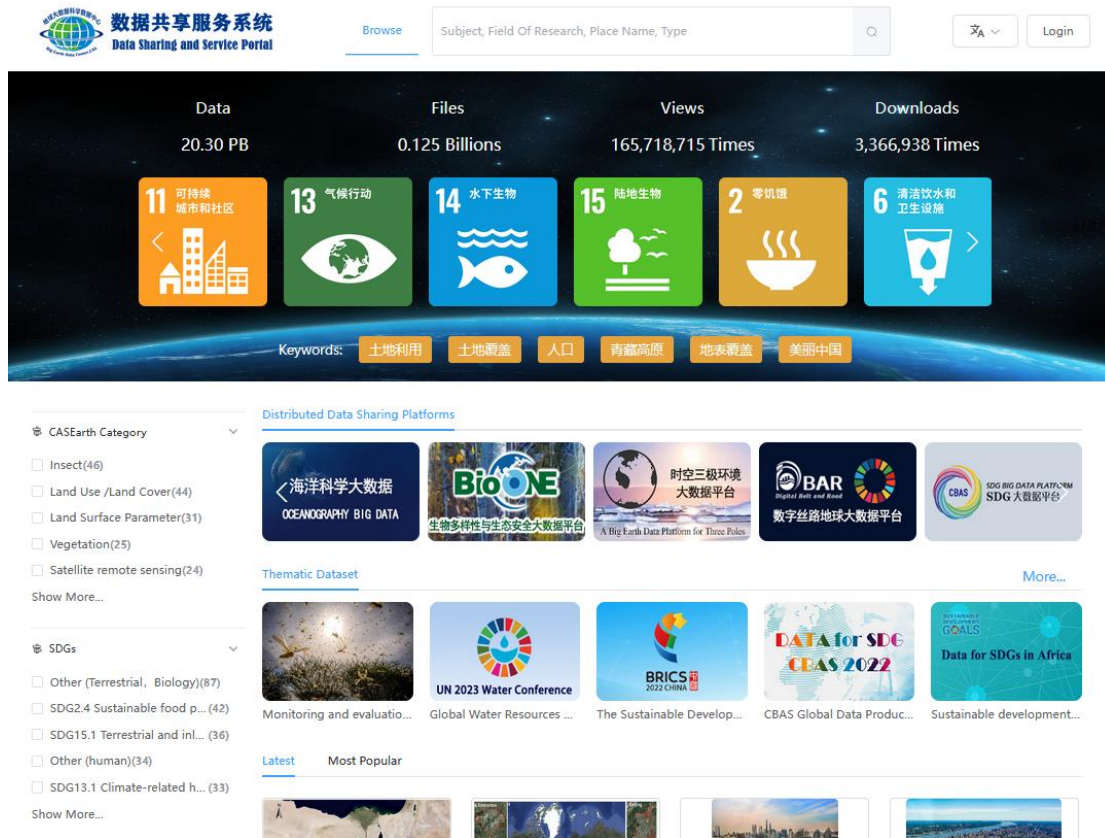 数据共享服务系统
Data Sharing and Service Portal
Browse
Subject, Field Of Research, Place Name, Type
Login
Data
Files
Views
Downloads
20.30 PB
0.125 Billions
165,718,715 Times
3,366,938 Times
11 可持续
城市和社区
13 气候行动
14 水下生物
15 陆地生物
2 零饥饿
6 清洁饮水和
卫生设施
Keywords:
土地利用
土地覆盖
人口
青藏高原
地表覆盖
美丽中国
CASEarth Category
Insect(46)
Land Use /Land Cover(44)
Land Surface Parameter(31)
Vegetation(25)
Satellite remote sensing(24)
Show More...
SDGs
Other (Terrestrial, Biology)(87)
SDG2.4 Sustainable food p... (42)
SDG15.1 Terrestrial and inl... (36)
Other (human)(34)
SDG13.1 Climate-related h... (33)
Show More...
Distributed Data Sharing Platforms
海洋科学大数据
OCEANOGRAPHY BIG DATA
BioONE
生物多样性与生态安全大数据平台
时空三极环境
大数据平台
A Big Earth Data Platform for Three Poles
DBAR
Digital Belt and Road
数字丝路地球大数据平台
CBAS
SDG BIG DATA PLATFORM
SDG 大数据平台
Thematic Dataset
More...
UN 2023 Water Conference
BRICS
2022 CHINA
DATA for SDG
CBAS 2022
SUSTAINABLE
DEVELOPMENT
GOALS
Data for SDGs in Africa
Monitoring and evaluatio...
Global Water Resources ...
The Sustainable Develop...
CBAS Global Data Produc...
Sustainable development...
Latest
Most Popular